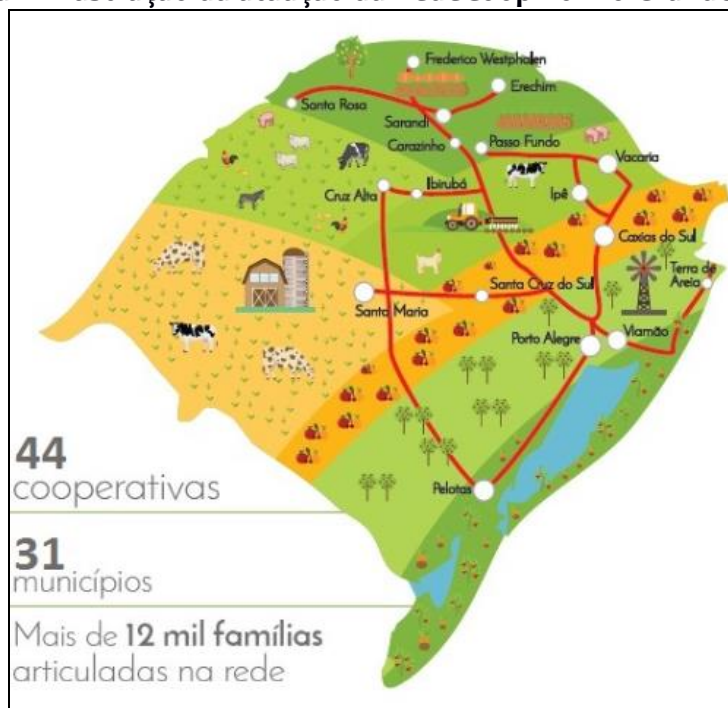 Frederico Westphalen
Erechim
Santa Rosa
Sarandi
Carazinho
Passo Fundo
Vacaria
Cruz Alta
Ibirubá
Ipê
Caxias do Sul
Terra de
Areia
Santa Cruz do Sul
Santa Maria
Porto Alegre
Viamão
Pelotas
44
cooperativas
31
municípios
Mais de 12 mil famílias
articuladas na rede